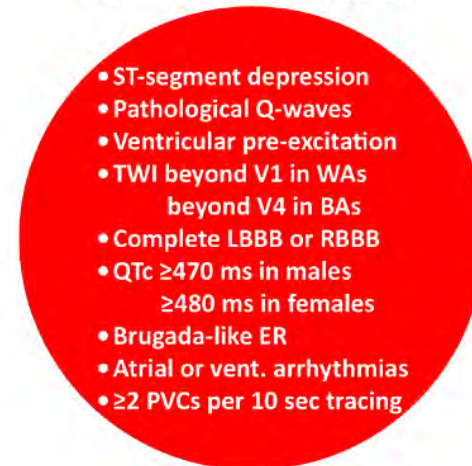 • ST-segment depression
• Pathological Q-waves
• Ventricular pre-excitation
• TWI beyond V1 in WAs
beyond V4 in BAs
• Complete LBBB or RBBB
• QTc ≥470 ms in males
≥480 ms in females
• Brugada-like ER
• Atrial or vent. arrhythmias
• ≥2 PVCs per 10 sec tracing